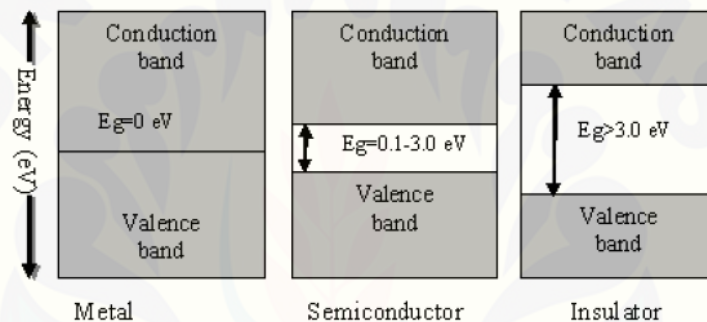 Energy (eV)
Conduction
band
Eg=0 eV
Valence
band
Metal
Conduction
band
Eg=0.1-3.0 eV
Valence
band
Semiconductor
Conduction
band
Eg>3.0 eV
Valence
band
Insulator